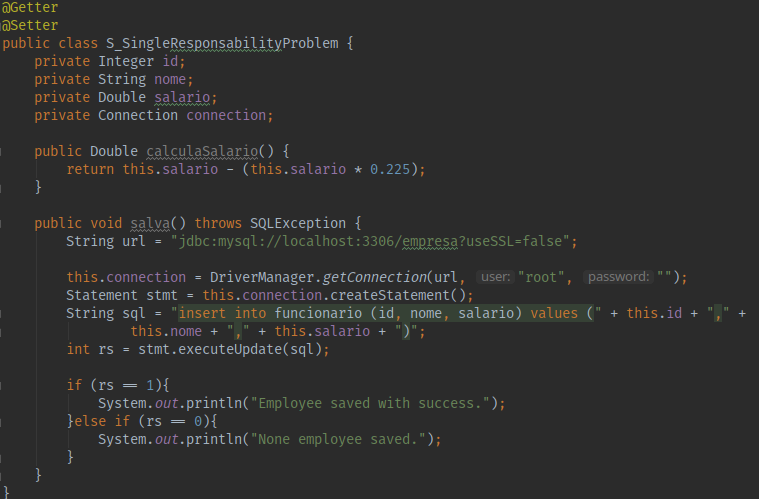 @Getter
@Setter
public class S_SingleResponsabilityProblem {
    private Integer id;
    private String nome;
    private Double salario;
    private Connection connection;

    public Double calculaSalario() {
        return this.salario - (this.salario * 0.225);
    }

    public void salva() throws SQLException {
        String url = "jdbc:mysql://localhost:3306/empresa?useSSL=false";

        this.connection = DriverManager.getConnection(url, user: "root", password: "");
        Statement stmt = this.connection.createStatement();
        String sql = "insert into funcionario (id, nome, salario) values (" + this.id + "," +
                this.nome + "," + this.salario + ")";
        int rs = stmt.executeUpdate(sql);

        if (rs == 1){
            System.out.println("Employee saved with success.");
        }else if (rs == 0){
            System.out.println("None employee saved.");
        }
    }
}